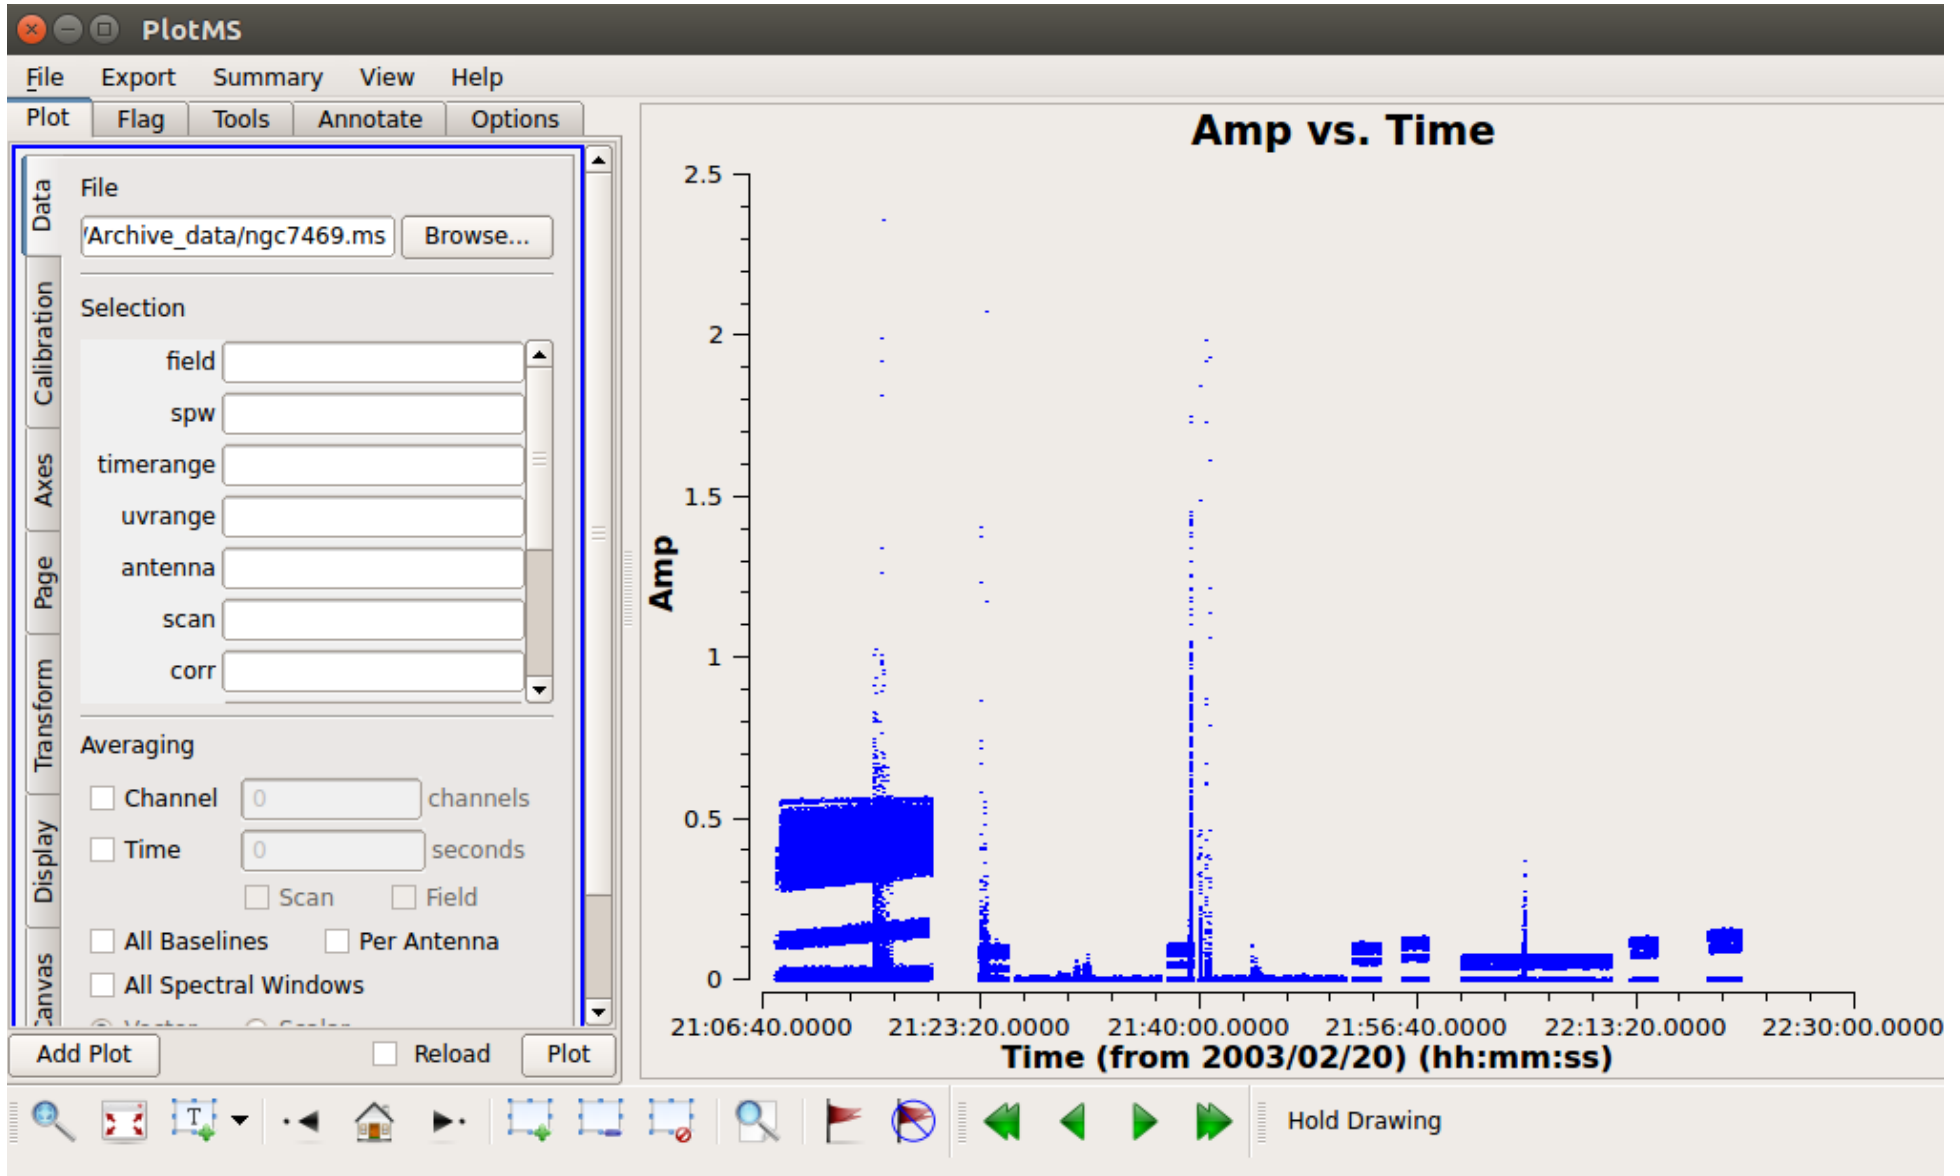 PlotMS
File Export Summary View Help
Plot Flag Tools Annotate Options
Data
Calibration
Axes
Page
Transform
Display
Canvas
File
/Archive_data/ngc7469.ms Browse...
Selection
field
spw
timerange
uvrange
antenna
scan
corr
Averaging
Channel 0 channels
Time 0 seconds
Scan Field
All Baselines Per Antenna
All Spectral Windows
Vector Scalar
Add Plot Reload Plot
Amp vs. Time
2.5
2
1.5
1
0.5
0
Amp
21:06:40.0000 21:23:20.0000 21:40:00.0000 21:56:40.0000 22:13:20.0000 22:30:00.0000
Time (from 2003/02/20) (hh:mm:ss)
T
Hold Drawing